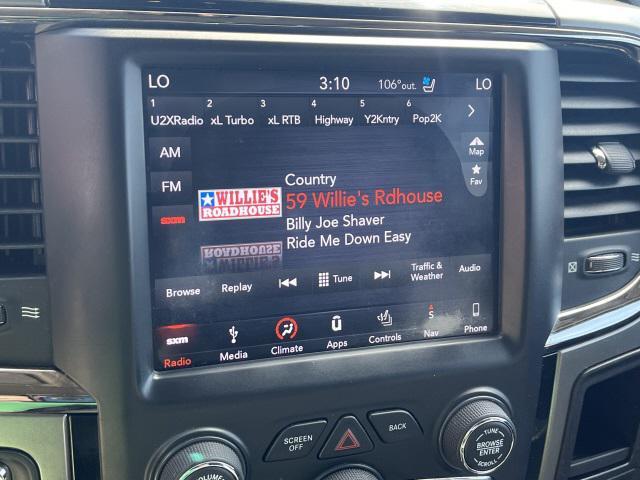 LO 3:10 106° out. LO
1 2 3 4 5 6
U2XRadio xL Turbo xL RTB Highway Y2Kntry Pop2K
AM
Map
FM
Fav
sxm
WILLIE'S
ROADHOUSE
Country
59 Willie's Rdhouse
Billy Joe Shaver
Ride Me Down Easy
ROADHOUSE
WILLIE'S
Browse Replay Tune Traffic & Weather Audio
sxm
Radio Media Climate Apps Controls S Nav Phone
SCREEN
OFF
BACK
TUNE
BROWSE
ENTER
SCROLL
VOLUME